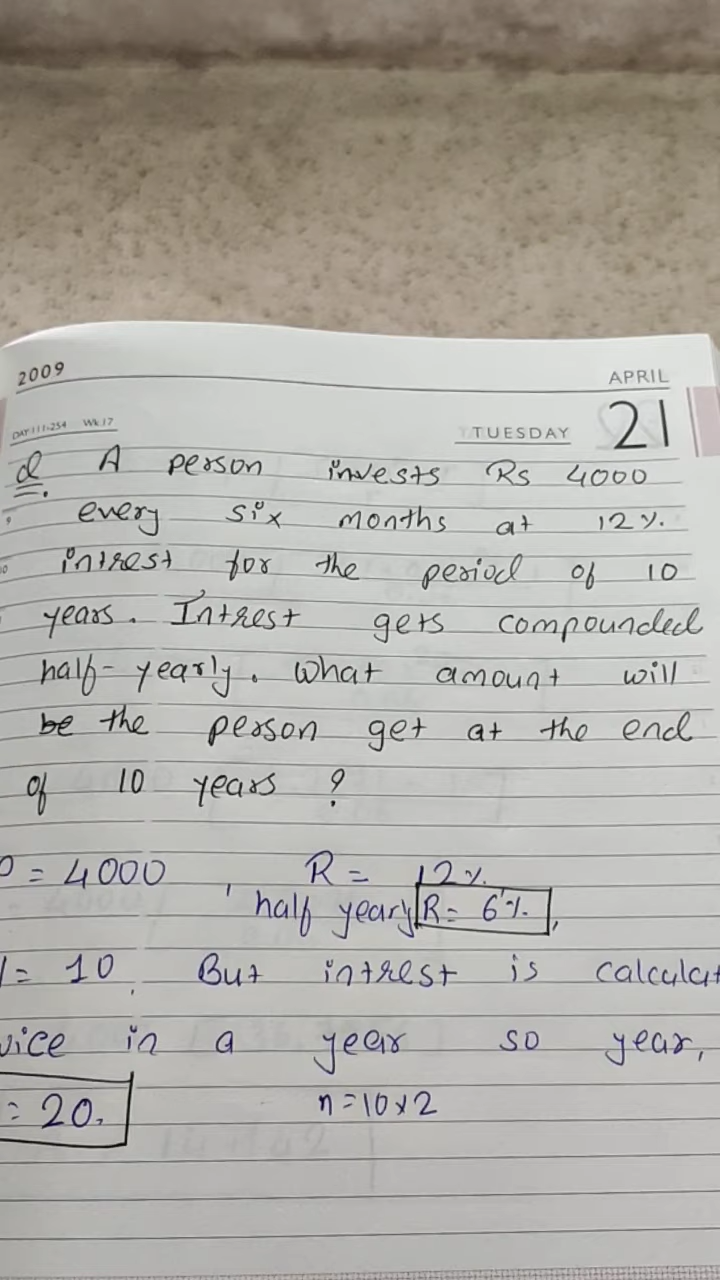 2009
APRIL
DAY 111-254 Wk 17
TUESDAY 21
Q. A person invests Rs 4000
every six months at 12%.
intrest for the period of 10
years. Intrest gets compounded
half-yearly. What amount will
be the person get at the end
of 10 years ?
= 4000 , R = 12%.
half yeary R = 6%.,
= 10. But intrest is calculat
vice in a year so year,
= 20. n = 10 x 2